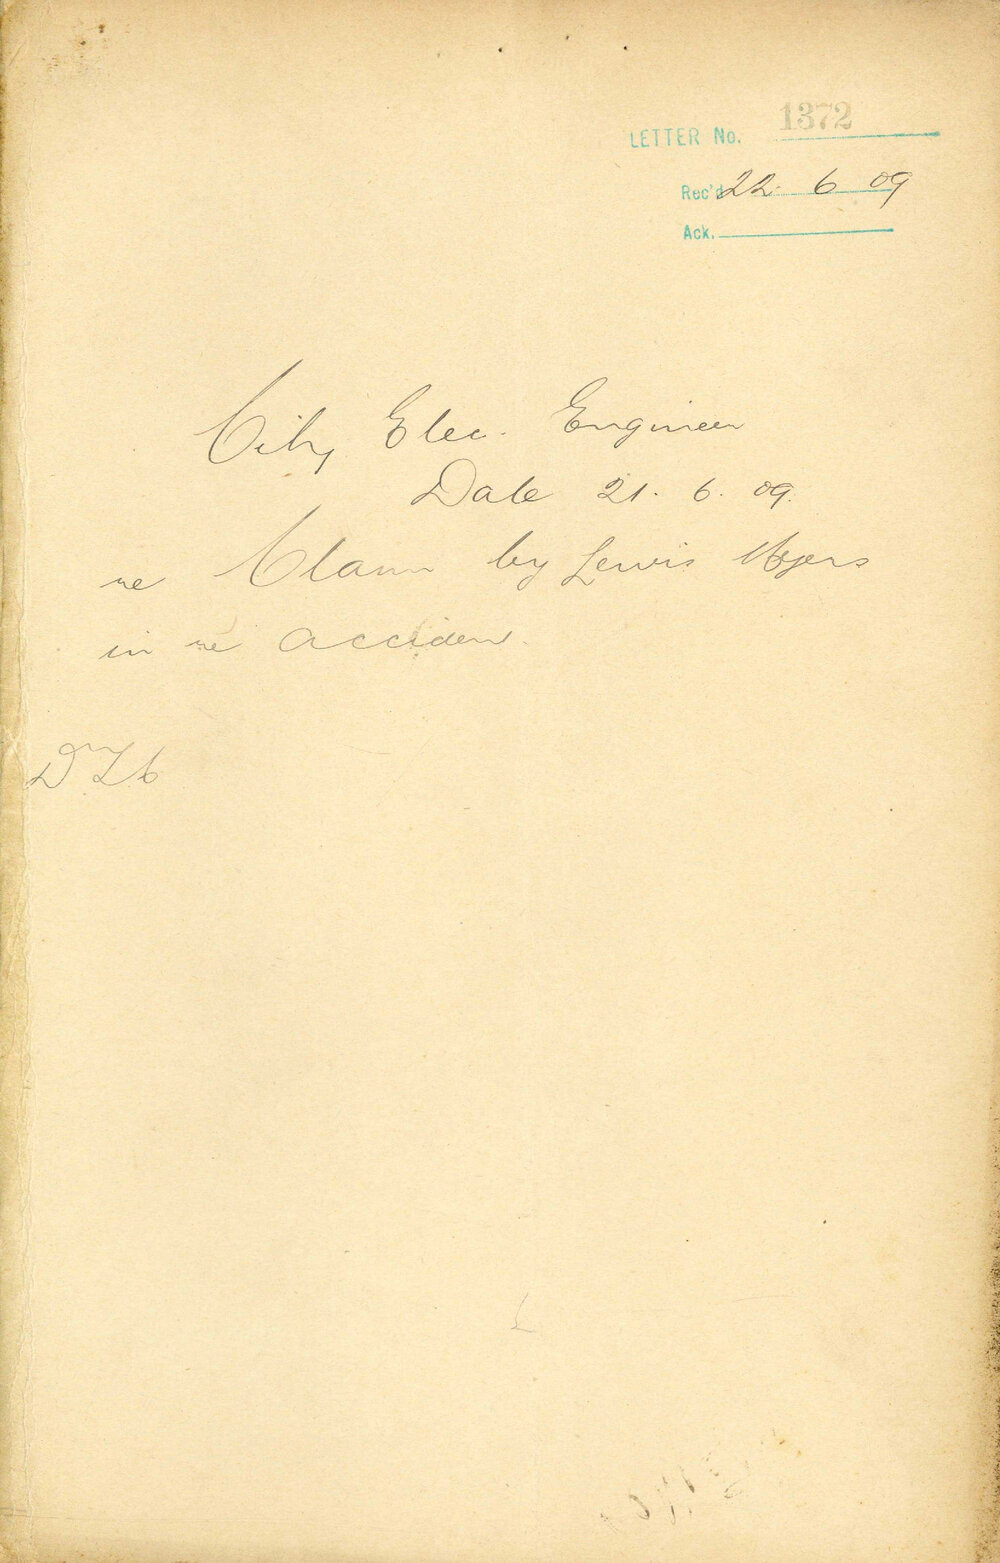 LETTER No. 1372
Rec'd 22. 6 09
Ack.
City Elec. Engineer
Date 21. 6. 09.
re Claim by Lewis Myers
in re accident.